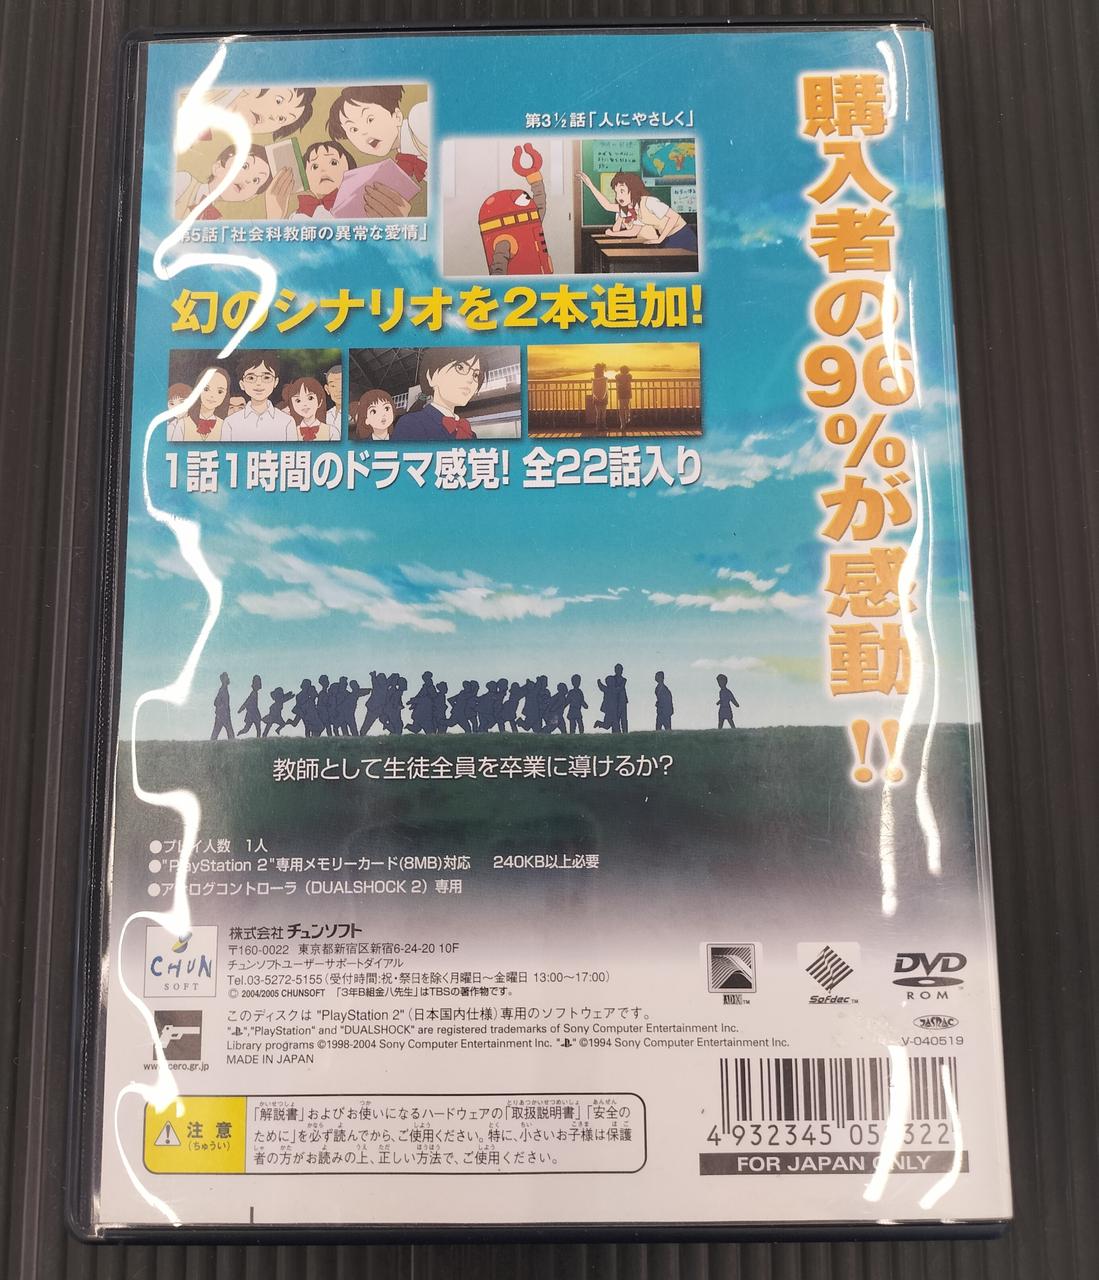 購入者の96%が感動!!
第3½話「人にやさしく」
第5話「社会科教師の異常な愛情」
幻のシナリオを2本追加!
1話1時間のドラマ感覚! 全22話入り
教師として生徒全員を卒業に導けるか?
●プレイ人数 1人
●"PlayStation 2"専用メモリーカード(8MB)対応 240KB以上必要
●アナログコントローラ(DUALSHOCK 2)専用
CHUN
SOFT
株式会社 チュンソフト
〒160-0022 東京都新宿区新宿6-24-20 10F
チュンソフトユーザーサポートダイアル
Tel.03-5272-5155(受付時間:祝・祭日を除く月曜日〜金曜日 13:00〜17:00)
© 2004/2005 CHUNSOFT 「3年B組金八先生」はTBSの著作物です。
ADX TM
Sofdec TM
DVD
ROM
JASRAC
V-040519
このディスクは "PlayStation 2"(日本国内仕様)専用のソフトウェアです。
"PlayStation" and "DUALSHOCK" are registered trademarks of Sony Computer Entertainment Inc.
Library programs ©1998-2004 Sony Computer Entertainment Inc. ©1994 Sony Computer Entertainment Inc.
MADE IN JAPAN
www.cero.gr.jp
注意
(ちゅうい)
「解説書」およびお使いになるハードウェアの「取扱説明書」「安全の
ために」を必ず読んでから、ご使用ください。特に、小さいお子様は保護
者の方がお読みの上、正しい方法で、ご使用ください。
4 932345
FOR JAPAN ONLY